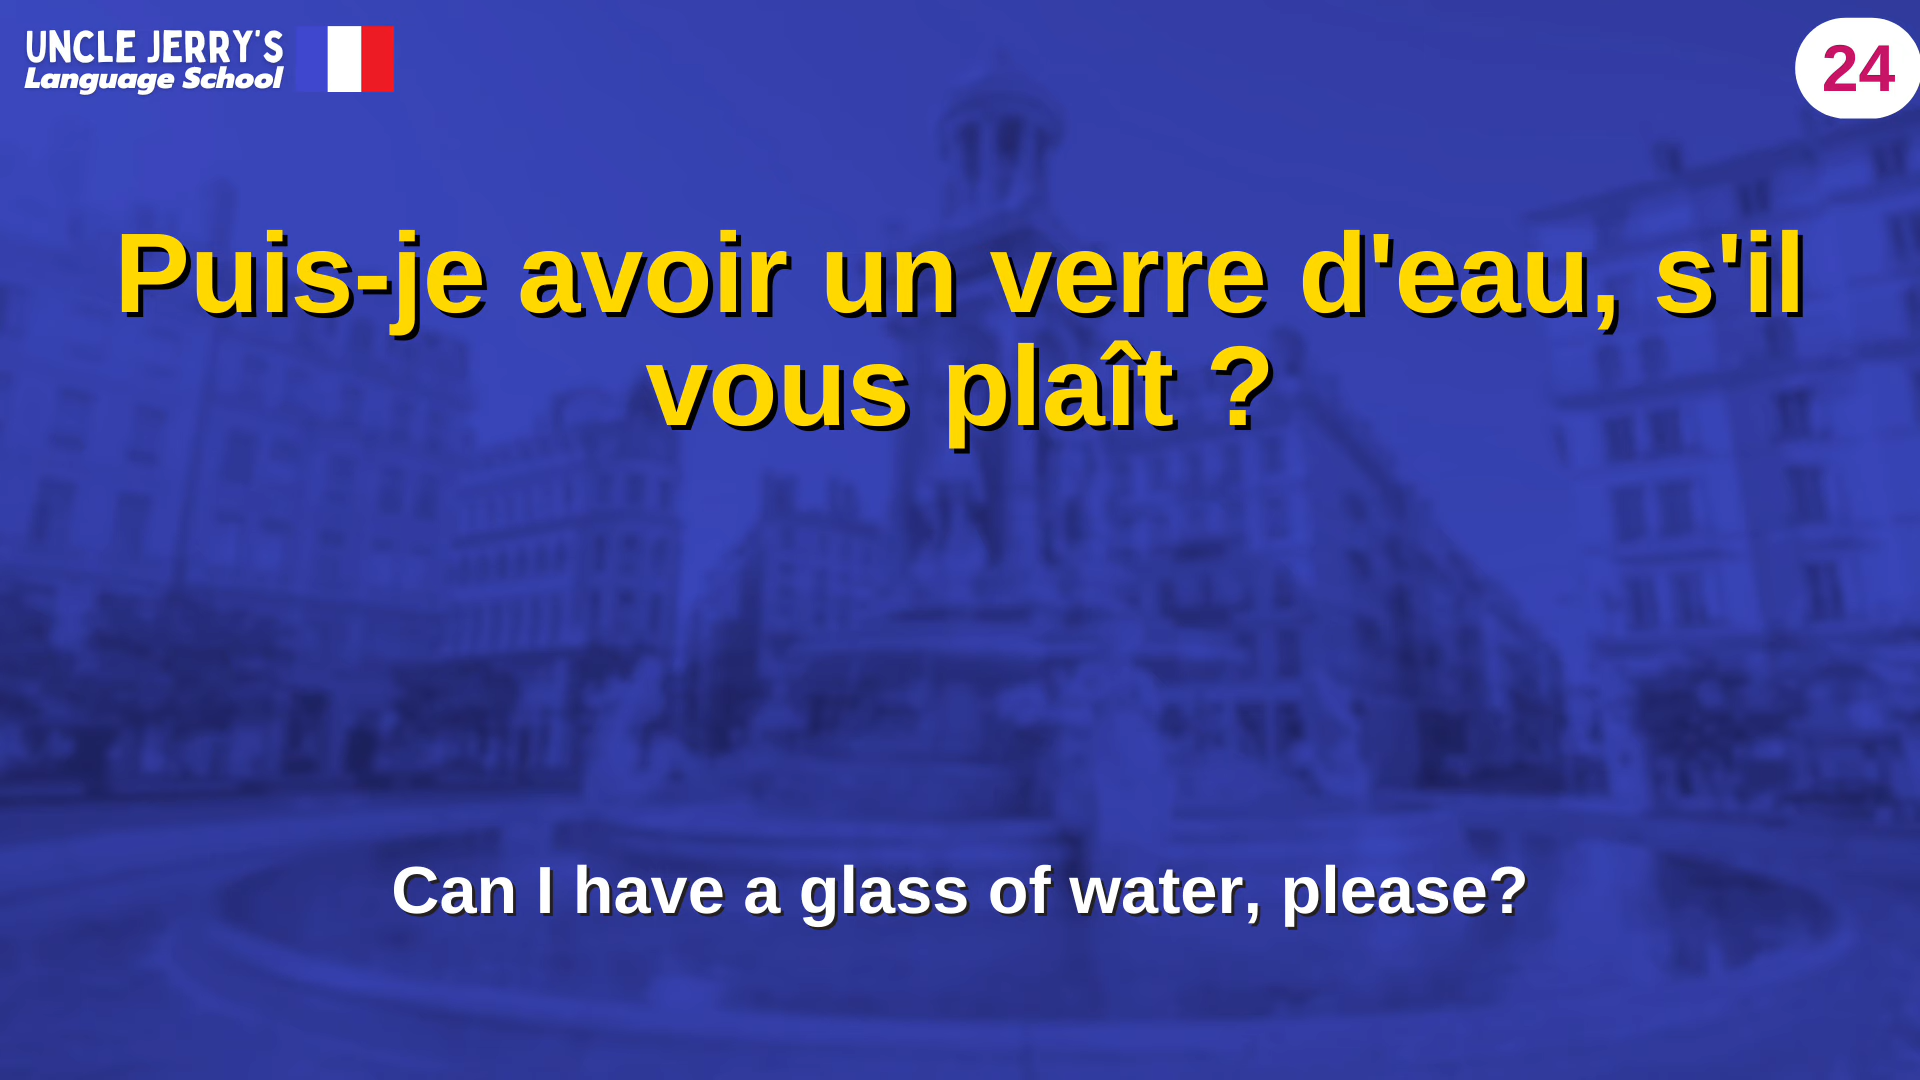 UNCLE JERRY'S
Language School
24
Puis-je avoir un verre d'eau, s'il
vous plaît ?
Can I have a glass of water, please?